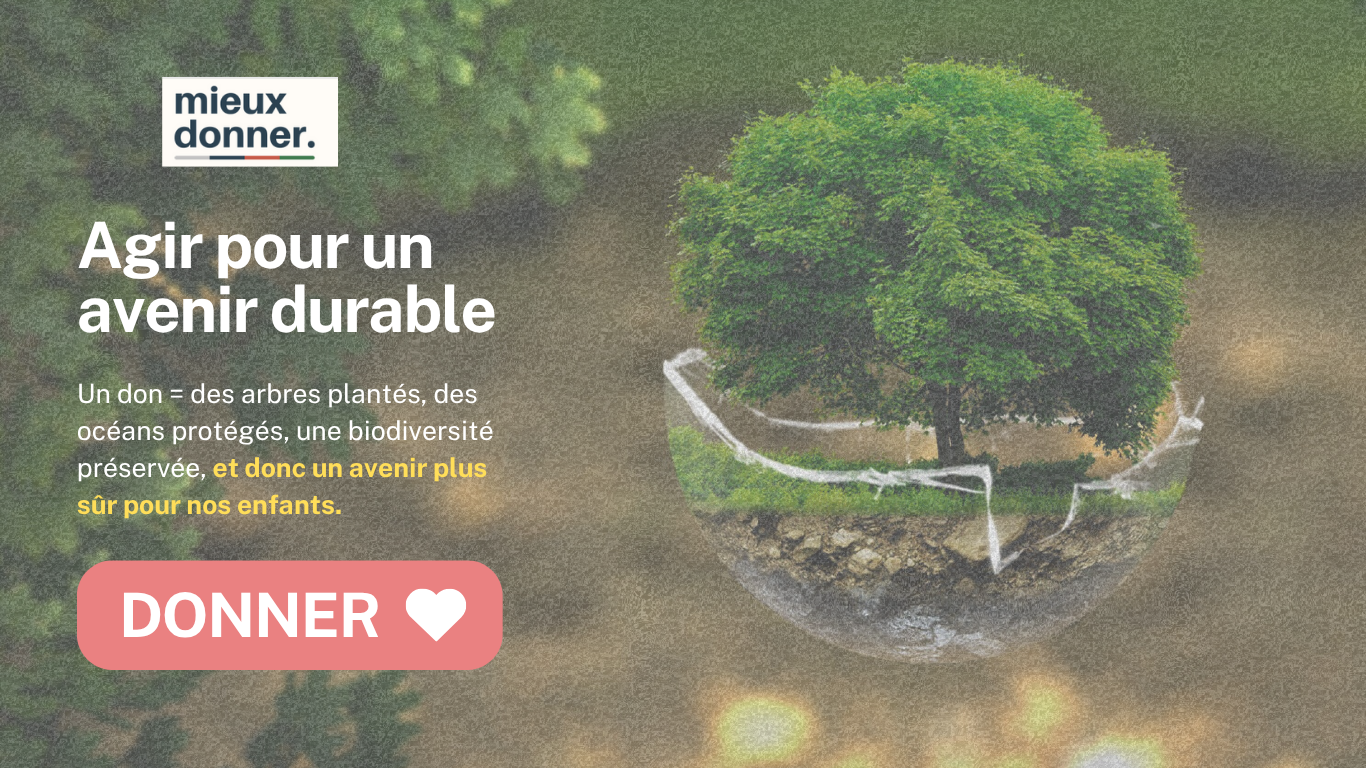 mieux
donner.
Agir pour un
avenir durable
Un don = des arbres plantés, des
océans protégés, une biodiversité
préservée, et donc un avenir plus
sûr pour nos enfants.
DONNER